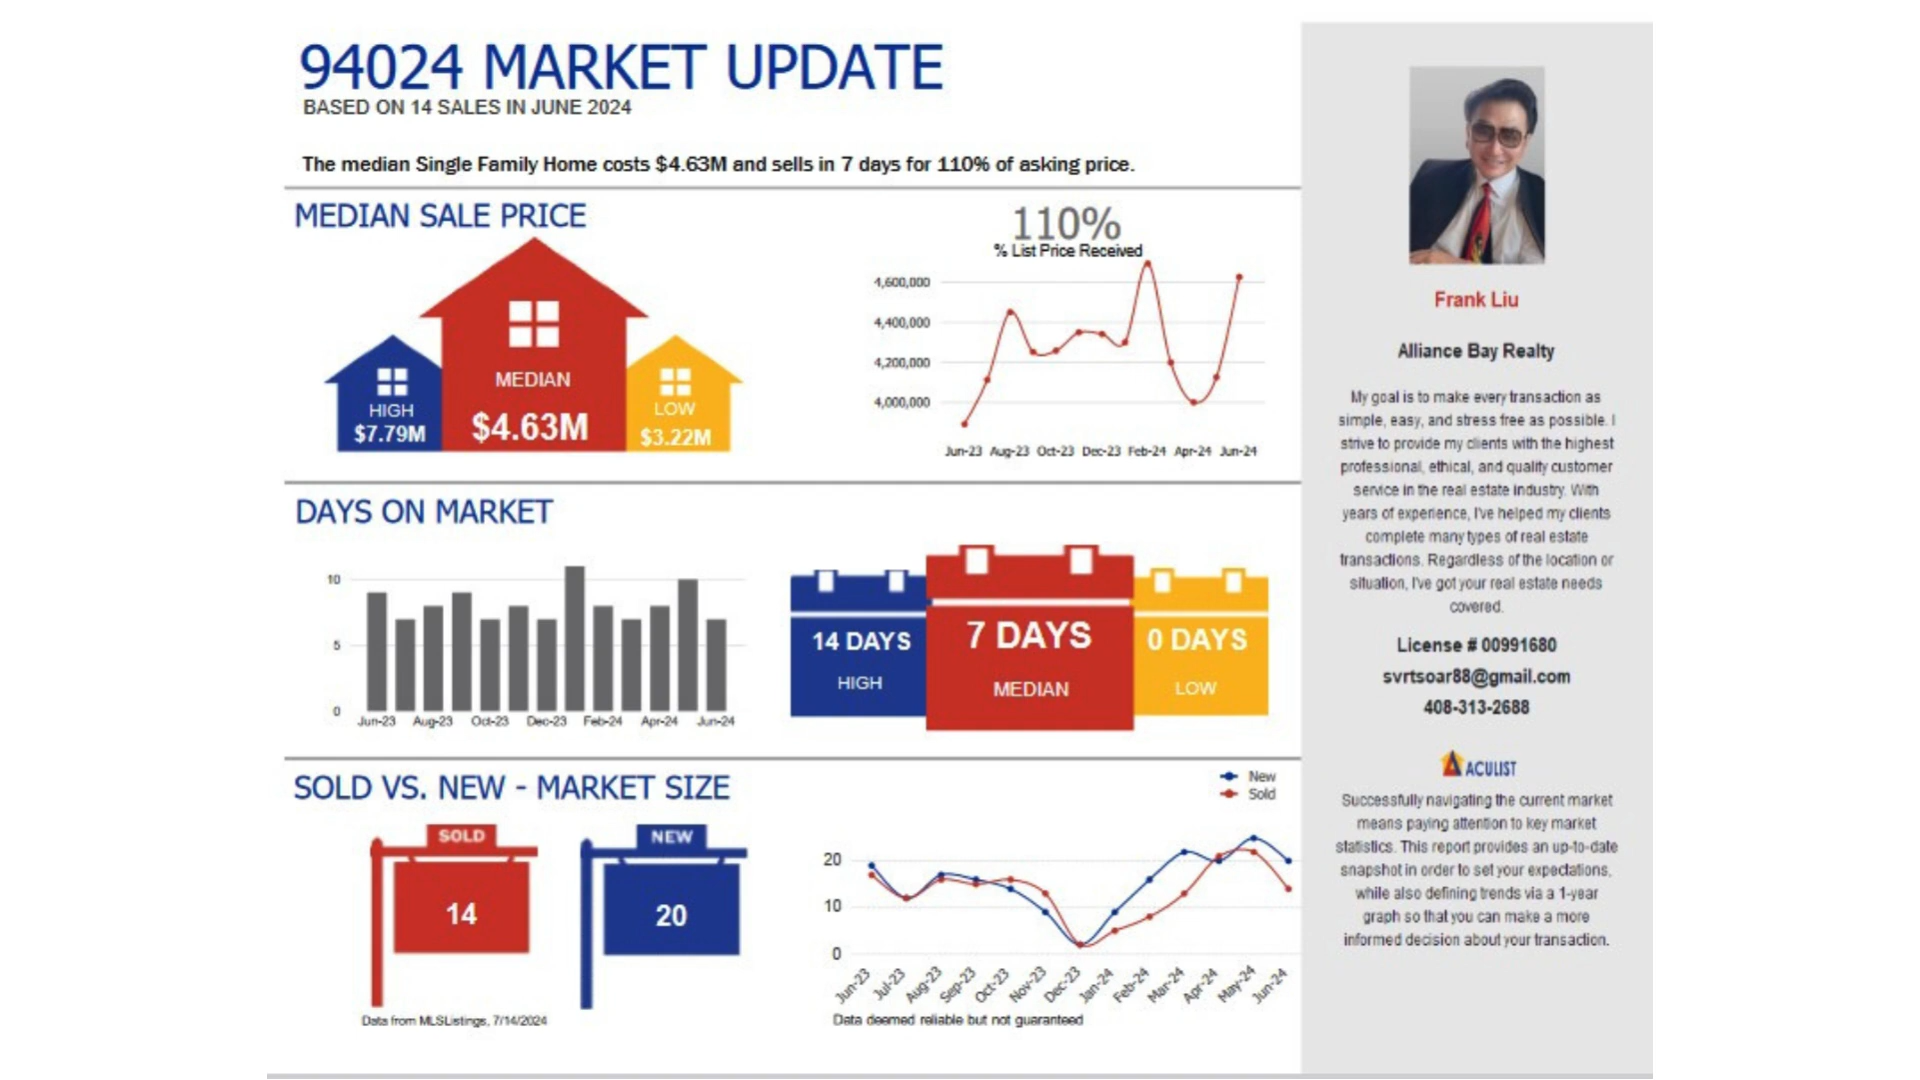 94024 MARKET UPDATE
BASED ON 14 SALES IN JUNE 2024
The median Single Family Home costs $4.63M and sells in 7 days for 110% of asking price.
MEDIAN SALE PRICE
HIGH
$7.79M
MEDIAN
$4.63M
LOW
$3.22M
110%
% List Price Received
4,600,000
4,400,000
4,200,000
4,000,000
Jun-23 Aug-23 Oct-23 Dec-23 Feb-24 Apr-24 Jun-24
DAYS ON MARKET
10
5
0
Jun-23 Aug-23 Oct-23 Dec-23 Feb-24 Apr-24 Jun-24
14 DAYS
HIGH
7 DAYS
MEDIAN
0 DAYS
LOW
SOLD VS. NEW - MARKET SIZE
SOLD
14
NEW
20
Data from MLSListings, 7/14/2024
New
Sold
20
10
0
Jun-23 Jul-23 Aug-23 Sep-23 Oct-23 Nov-23 Dec-23 Jan-24 Feb-24 Mar-24 Apr-24 May-24 Jun-24
Data deemed reliable but not guaranteed
Frank Liu
Alliance Bay Realty
My goal is to make every transaction as
simple, easy, and stress free as possible. I
strive to provide my clients with the highest
professional, ethical, and quality customer
service in the real estate industry. With
years of experience, I've helped my clients
complete many types of real estate
transactions. Regardless of the location or
situation, I've got your real estate needs
covered.
License # 00991680
svrtsoar88@gmail.com
408-313-2688
ACULIST
Successfully navigating the current market
means paying attention to key market
statistics. This report provides an up-to-date
snapshot in order to set your expectations,
while also defining trends via a 1-year
graph so that you can make a more
informed decision about your transaction.